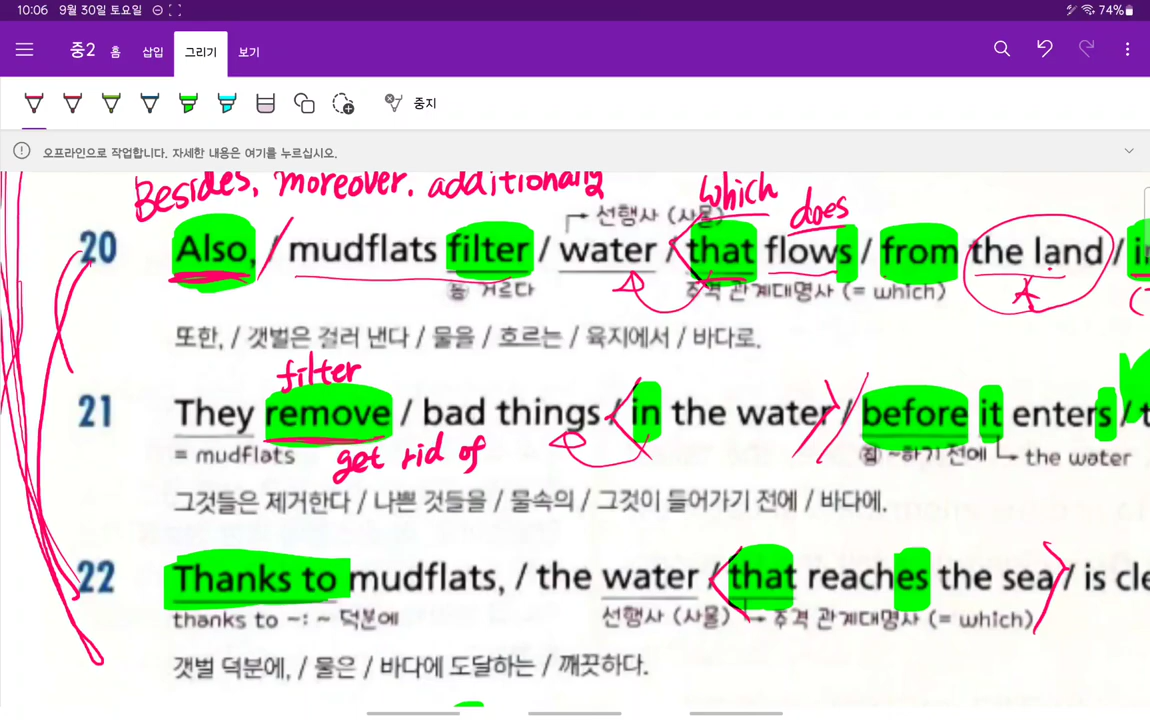 10:06 9월 30일 토요일 74%
중2 홈 삽입 그리기 보기
중지
오프라인으로 작업합니다. 자세한 내용은 여기를 누르십시오.
Besides, moreover, additionally
which does
선행사 (사물)
20 Also, / mudflats filter / water / that flows / from the land /
동 거르다 주격 관계대명사 (= which)
또한, / 갯벌은 걸러 낸다 / 물을 / 흐르는 / 육지에서 / 바다로.
filter
21 They remove / bad things / in the water / before it enters /
= mudflats get rid of 접 ~하기 전에 the water
그것들은 제거한다 / 나쁜 것들을 / 물속의 / 그것이 들어가기 전에 / 바다에.
22 Thanks to mudflats, / the water / that reaches the sea / is
thanks to ~: ~ 덕분에 선행사 (사물) 주격 관계대명사 (= which)
갯벌 덕분에, / 물은 / 바다에 도달하는 / 깨끗하다.